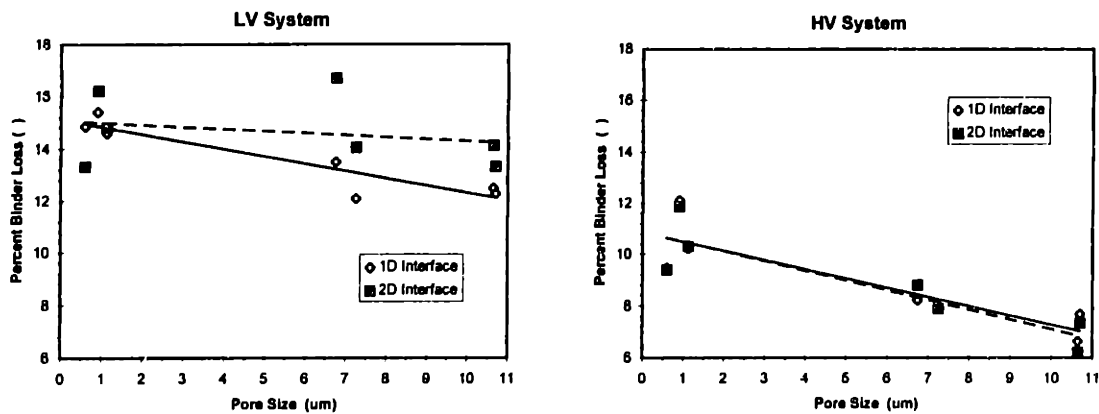 LV System
18
13
14
12
10
8
6
0 1 2 3 4 5 6 7 8 9 10 11
Percent Binder Loss ( )
Pore Size (um)
1D Interface
2D Interface
HV System
18
16
14
12
10
8
6
0 1 2 3 4 5 6 7 8 9 10 11
Percent Binder Loss ( )
Pore Size (um)
1D Interface
2D Interface